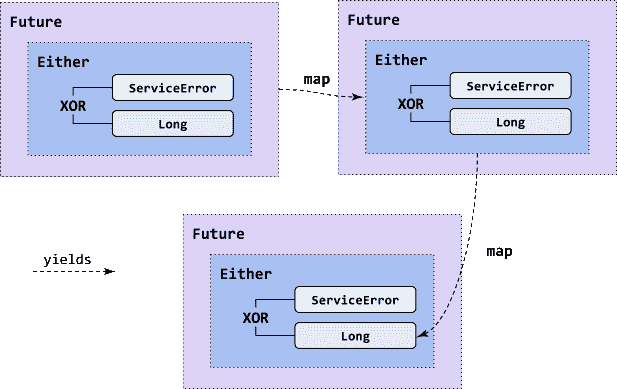 Future
Either
XOR
ServiceError
Long
map
Future
Either
XOR
ServiceError
Long
map
yields
Future
Either
XOR
ServiceError
Long